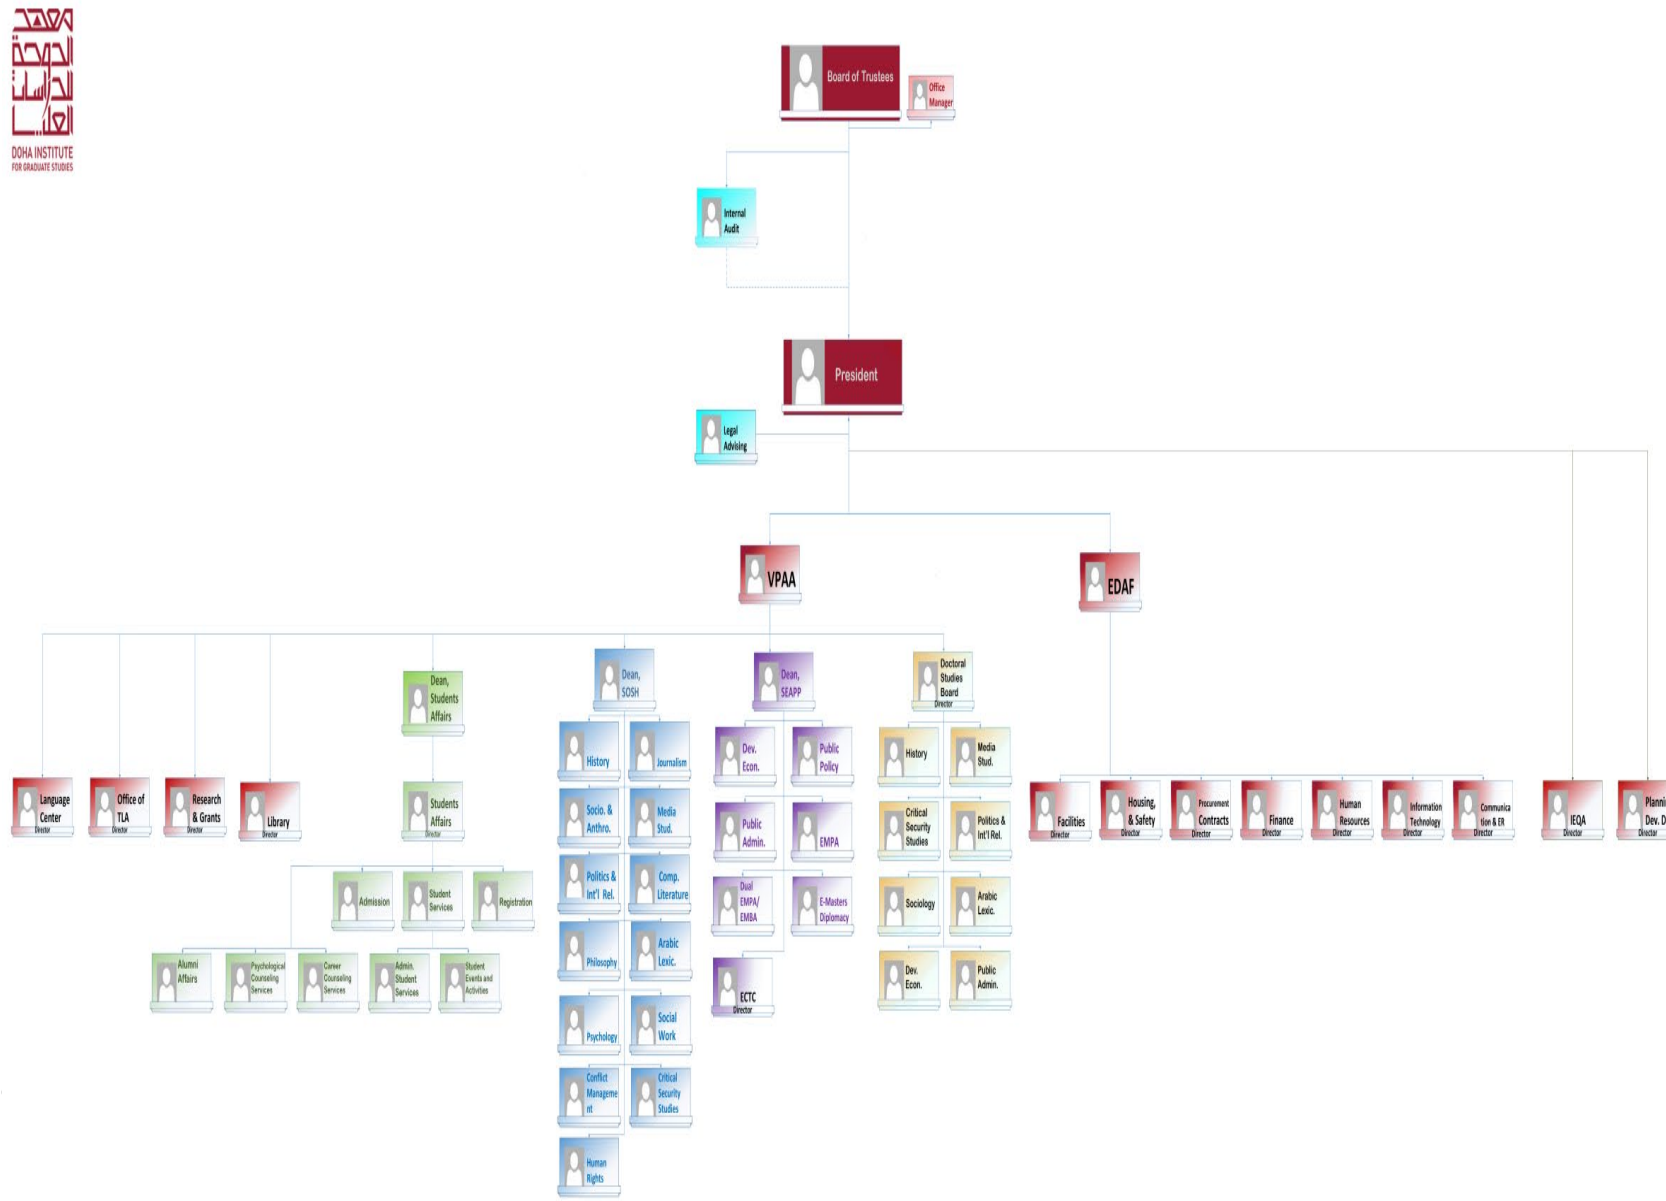 معهد
الدوحة
للدراسات
العليا
DOHA INSTITUTE
FOR GRADUATE STUDIES
Board of Trustees
Office
Manager
Internal
Audit
President
Legal
Advising
VPAA
EDAF
Dean,
Students
Affairs
Dean,
SOSH
Dean,
SEAPP
Doctoral
Studies
Board
Director
Language
Center
Director
Office of
TLA
Director
Research
& Grants
Director
Library
Director
Students
Affairs
Director
Admission
Student
Services
Registration
Alumni
Affairs
Psychological
Counseling
Services
Career
Counseling
Services
Admin.
Student
Services
Student
Events and
Activities
History
Journalism
Socio. &
Anthro.
Media
Stud.
Politics &
Int'l Rel.
Comp.
Literature
Philosophy
Arabic
Lexic.
Psychology
Social
Work
Conflict
Manageme
nt
Critical
Security
Studies
Human
Rights
Dev.
Econ.
Public
Policy
Public
Admin.
EMPA
Dual
EMPA/
EMBA
E-Masters
Diplomacy
ECTC
Director
History
Media
Stud.
Critical
Security
Studies
Politics &
Int'l Rel.
Sociology
Arabic
Lexic.
Dev.
Econ.
Public
Admin.
Facilities
Director
Housing,
& Safety
Director
Procurement
Contracts
Director
Finance
Director
Human
Resources
Director
Information
Technology
Director
Communica
tion & ER
Director
IEQA
Director
Planni
Dev. D
Director